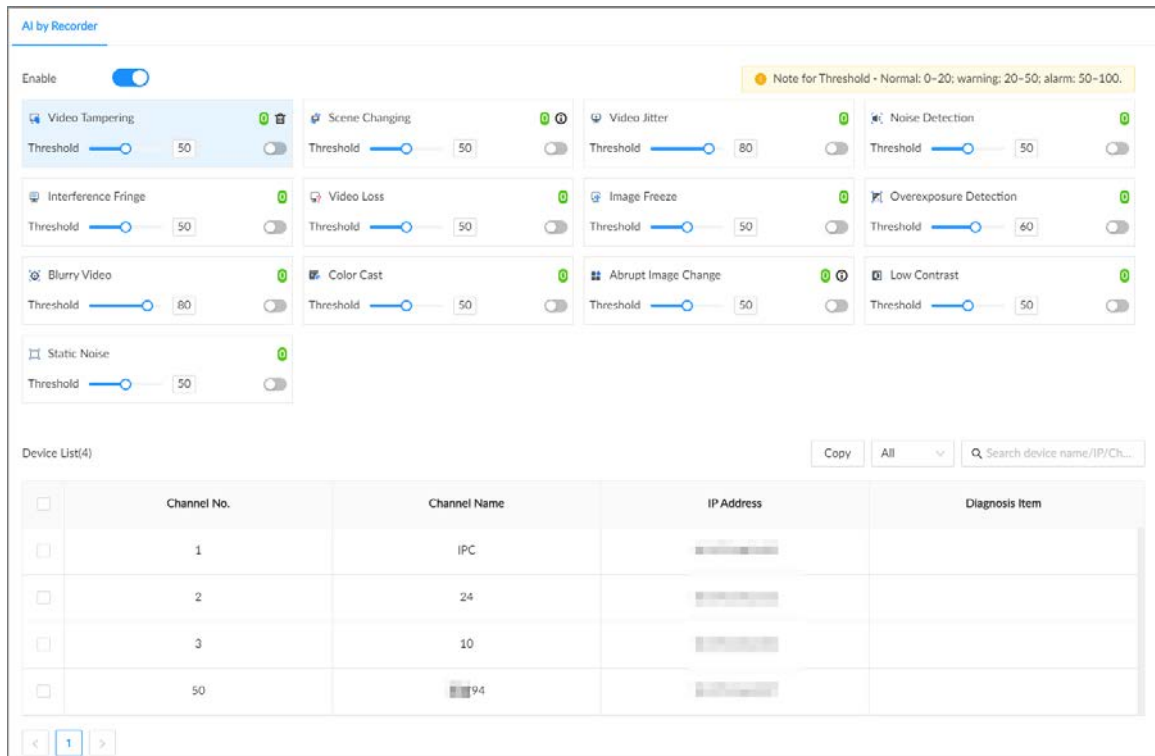 AI by Recorder
Enable
Note for Threshold - Normal: 0-20; warning: 20-50; alarm: 50-100.
Video Tampering 0
Scene Changing 0
Video Jitter 0
Noise Detection 0
Threshold 50
Threshold 50
Threshold 80
Threshold 50
Interference Fringe 0
Video Loss 0
Image Freeze 0
Overexposure Detection 0
Threshold 50
Threshold 50
Threshold 50
Threshold 60
Blurry Video 0
Color Cast 0
Abrupt Image Change 0
Low Contrast 0
Threshold 80
Threshold 50
Threshold 50
Threshold 50
Static Noise 0
Threshold 50
Device List(4) Copy All Search device name/IP/Ch...
Channel No. Channel Name IP Address Diagnosis Item
1 IPC
2 24
3 10
50 94
< 1 >